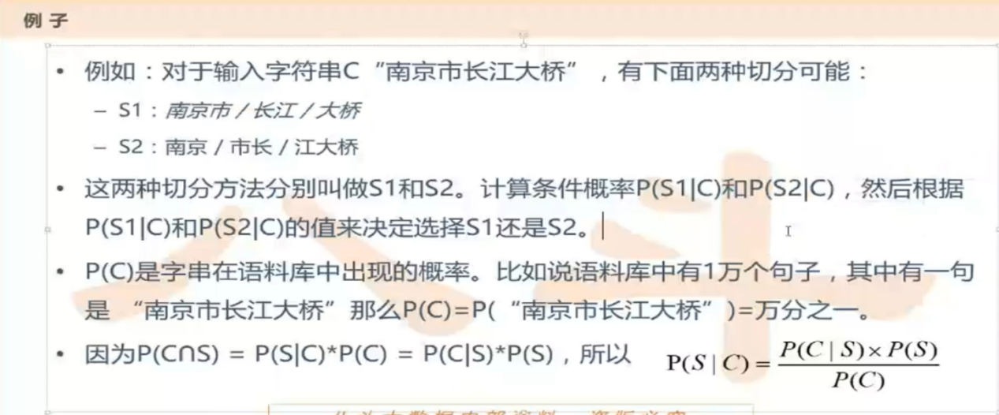 例 子
• 例如：对于输入字符串C“南京市长江大桥”，有下面两种切分可能：
– S1：南京市 / 长江 / 大桥
– S2：南京 / 市长 / 江大桥
• 这两种切分方法分别叫做S1和S2。计算条件概率P(S1|C)和P(S2|C)，然后根据
P(S1|C)和P(S2|C)的值来决定选择S1还是S2。
• P(C)是字串在语料库中出现的概率。比如说语料库中有1万个句子，其中有一句
是 “南京市长江大桥” 那么P(C)=P(“南京市长江大桥”)=万分之一。
• 因为P(C∩S) = P(S|C)*P(C) = P(C|S)*P(S)，所以 P(S | C) = P(C | S)×P(S) / P(C)
八斗